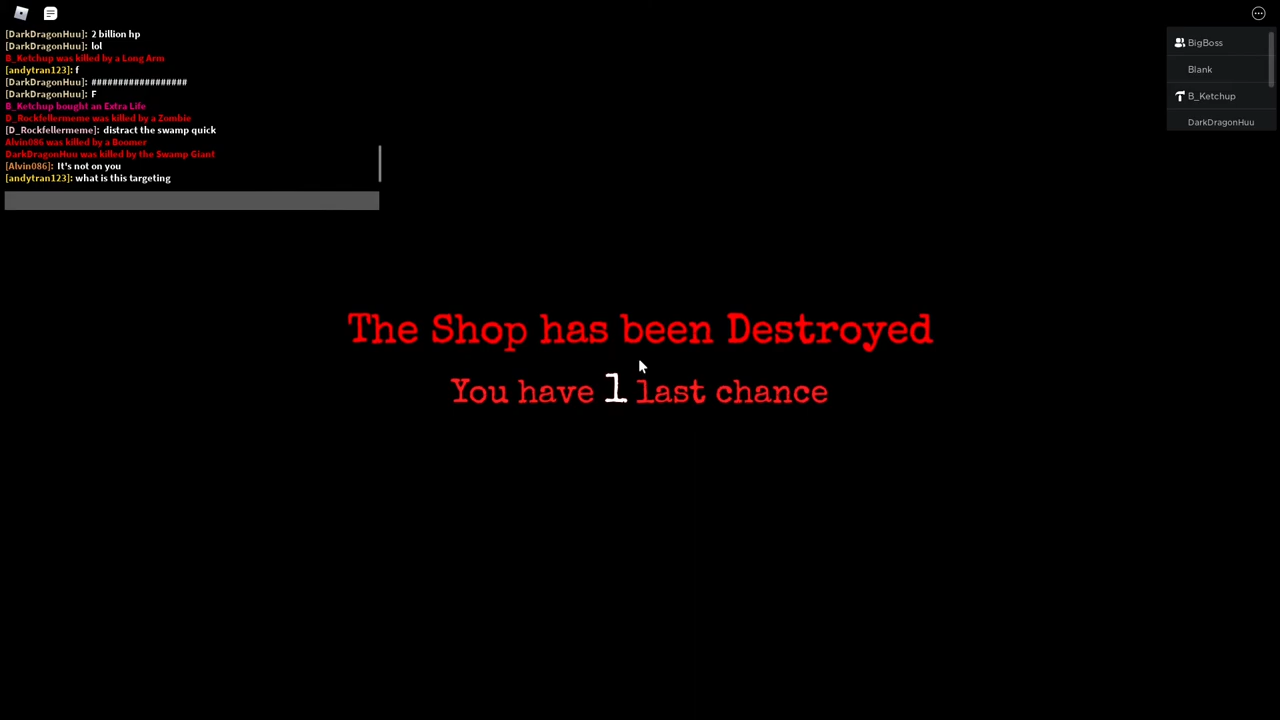 [DarkDragonHuu]: 2 billion hp
[DarkDragonHuu]: lol
B_Ketchup was killed by a Long Arm
[andytran123]: f
[DarkDragonHuu]: ##################
[DarkDragonHuu]: F
B_Ketchup bought an Extra Life
D_Rockfellermeme was killed by a Zombie
[D_Rockfellermeme]: distract the swamp quick
Alvin086 was killed by a Boomer
DarkDragonHuu was killed by the Swamp Giant
[Alvin086]: It's not on you
[andytran123]: what is this targeting
BigBoss
Blank
B_Ketchup
DarkDragonHuu
The Shop has been Destroyed
You have 1 last chance